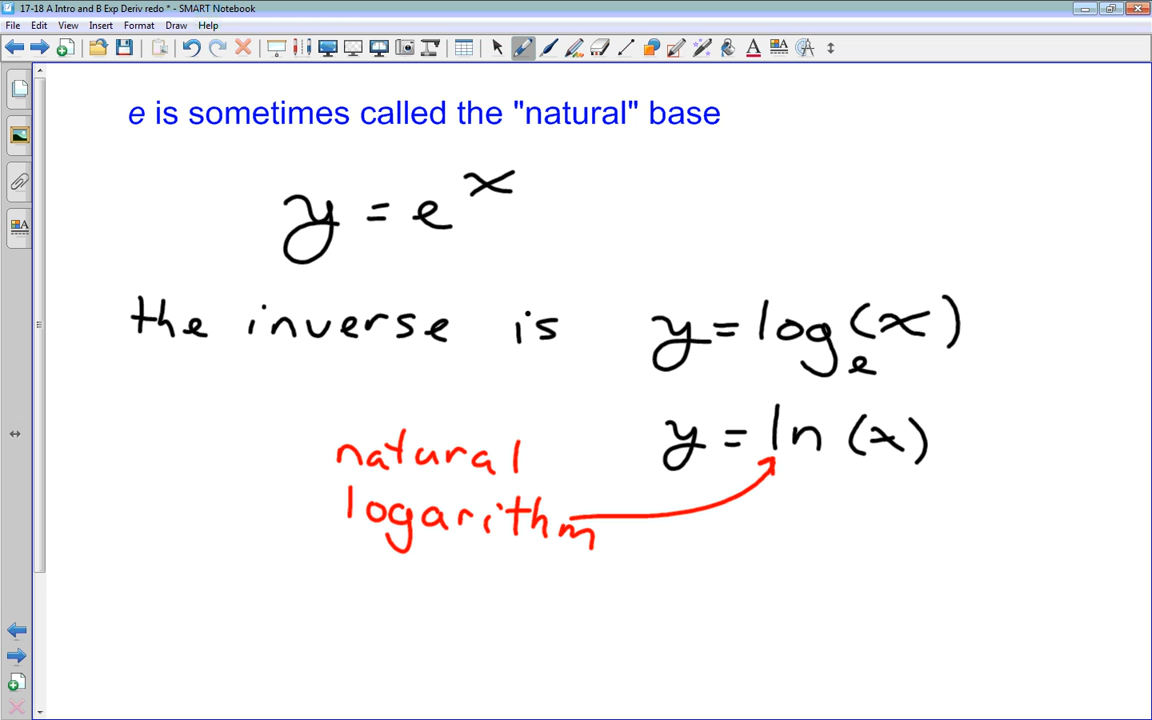 17-18 A Intro and B Exp Deriv redo * - SMART Notebook
File Edit View Insert Format Draw Help
e is sometimes called the "natural" base
y = e^x
the inverse is y = log_e(x)
y = ln (x)
natural
logarithm